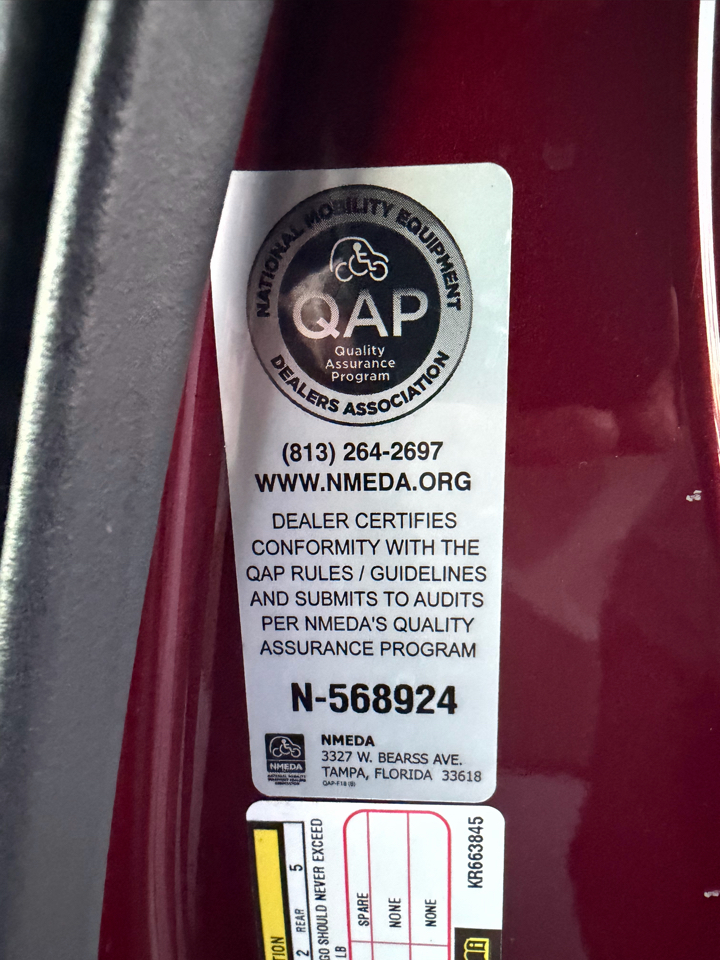 NATIONAL MOBILITY EQUIPMENT
QAP
Quality
Assurance
Program
DEALERS ASSOCIATION
(813) 264-2697
WWW.NMEDA.ORG
DEALER CERTIFIES
CONFORMITY WITH THE
QAP RULES / GUIDELINES
AND SUBMITS TO AUDITS
PER NMEDA'S QUALITY
ASSURANCE PROGRAM
N-568924
NMEDA
NMEDA
3327 W. BEARSS AVE.
TAMPA, FLORIDA 33618
2 REAR 5
GO SHOULD NEVER EXCEED
LB
SPARE
NONE
NONE
KR663845